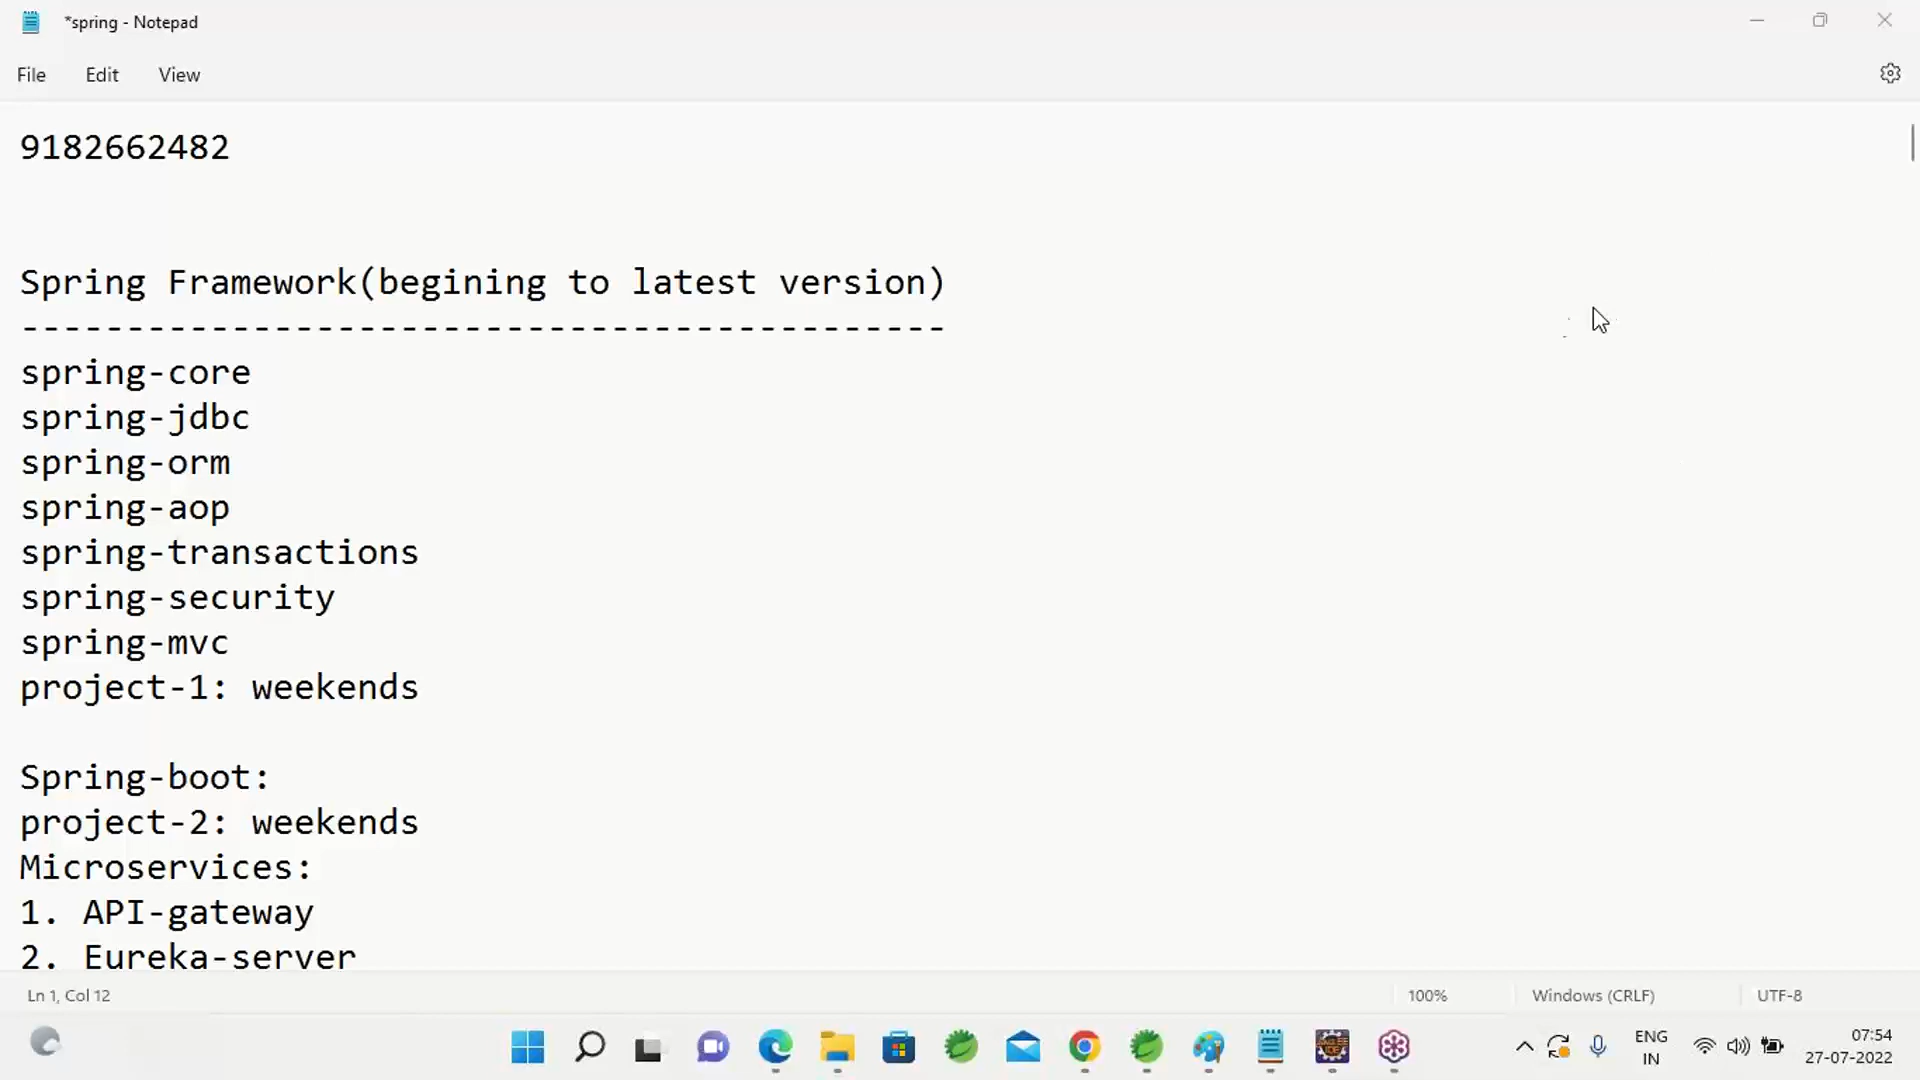 *spring - Notepad
File Edit View
9182662482
Spring Framework(begining to latest version)
--------------------------------------------
spring-core
spring-jdbc
spring-orm
spring-aop
spring-transactions
spring-security
spring-mvc
project-1: weekends
Spring-boot:
project-2: weekends
Microservices:
1. API-gateway
2. Eureka-server
Ln 1, Col 12 100% Windows (CRLF) UTF-8
ENG 07:54
IN 27-07-2022